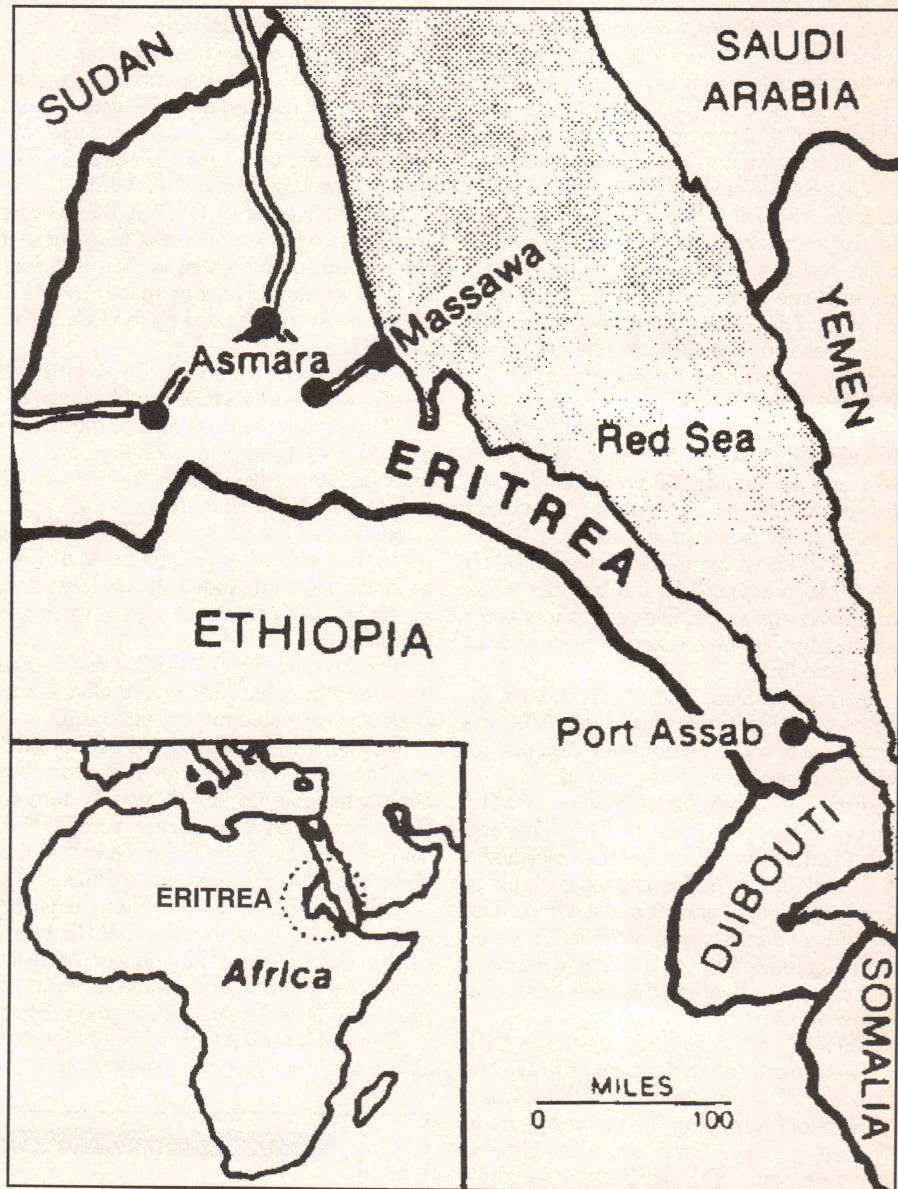 SUDAN
SAUDI
ARABIA
Massawa
Asmara
YEMEN
Red Sea
ERITREA
ETHIOPIA
Port Assab
DJIBOUTI
SOMALIA
MILES
0 100
ERITREA
Africa